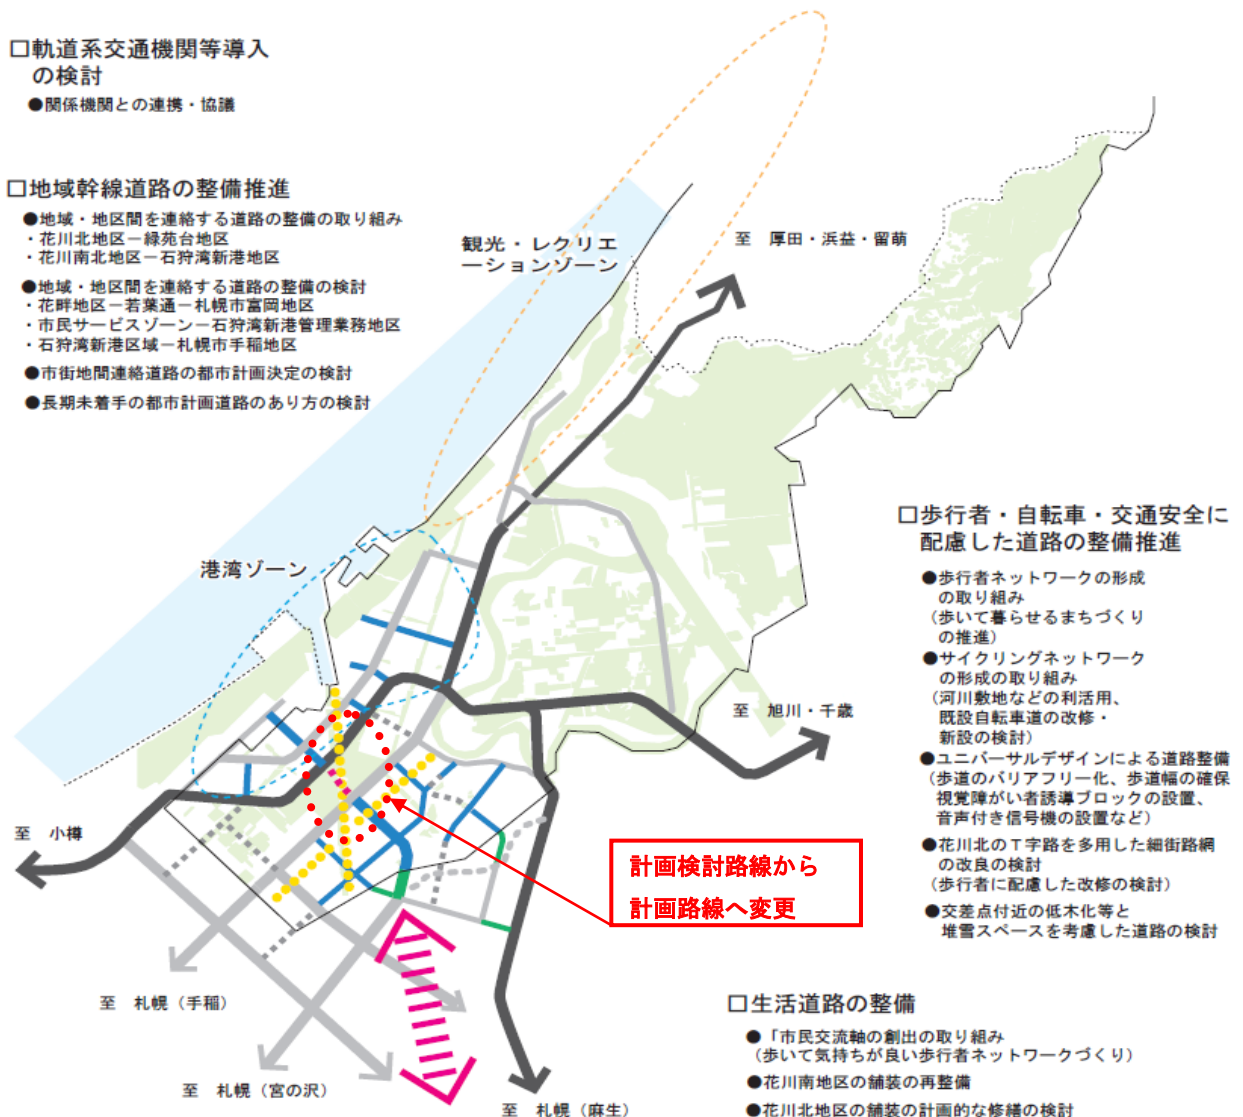 □軌道系交通機関等導入
の検討
●関係機関との連携・協議
□地域幹線道路の整備推進
●地域・地区間を連絡する道路の整備の取り組み
・花川北地区－緑苑台地区
・花川南北地区－石狩湾新港地区
●地域・地区間を連絡する道路の検討
・花畔地区－若葉通－札幌市富岡地区
・市民サービスゾーン－石狩湾新港管理業務地区
・石狩湾新港区域－札幌市手稲地区
●市街地間連絡道路の都市計画決定の検討
●長期未着手の都市計画道路のあり方の検討
観光・レクリエ
ーションゾーン
至 厚田・浜益・留萌
港湾ゾーン
□歩行者・自転車・交通安全に
配慮した道路の整備推進
●歩行者ネットワークの形成
の取り組み
（歩いて暮らせるまちづくり
の推進）
●サイクリングネットワーク
の形成の取り組み
（河川敷地などの利活用、
既設自転車道の改修・
新設の検討）
●ユニバーサルデザインによる道路整備
（歩道のバリアフリー化、歩道幅の確保
視覚障がい者誘導ブロックの設置、
音声付き信号機の設置など）
●花川北のＴ字路を多用した細街路網
の改良の検討
（歩行者に配慮した改修の検討）
●交差点付近の低木化等と
堆雪スペースを考慮した道路の検討
至 旭川・千歳
至 小樽
計画検討路線から
計画路線へ変更
至 札幌（手稲）
至 札幌（宮の沢）
至 札幌（麻生）
□生活道路の整備
●「市民交流軸の創出の取り組み
（歩いて気持ちが良い歩行者ネットワークづくり）
●花川南地区の舗装の再整備
●花川北地区の舗装の計画的な修繕の検討